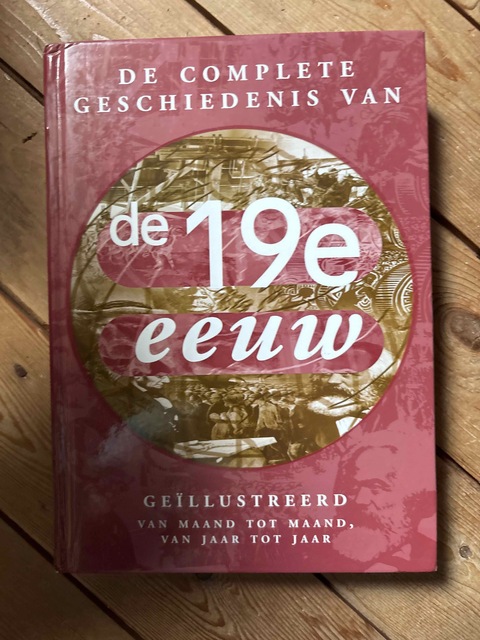 DE COMPLETE
GESCHIEDENIS VAN
de 19e
eeuw
GEÏLLUSTREERD
VAN MAAND TOT MAAND,
VAN JAAR TOT JAAR